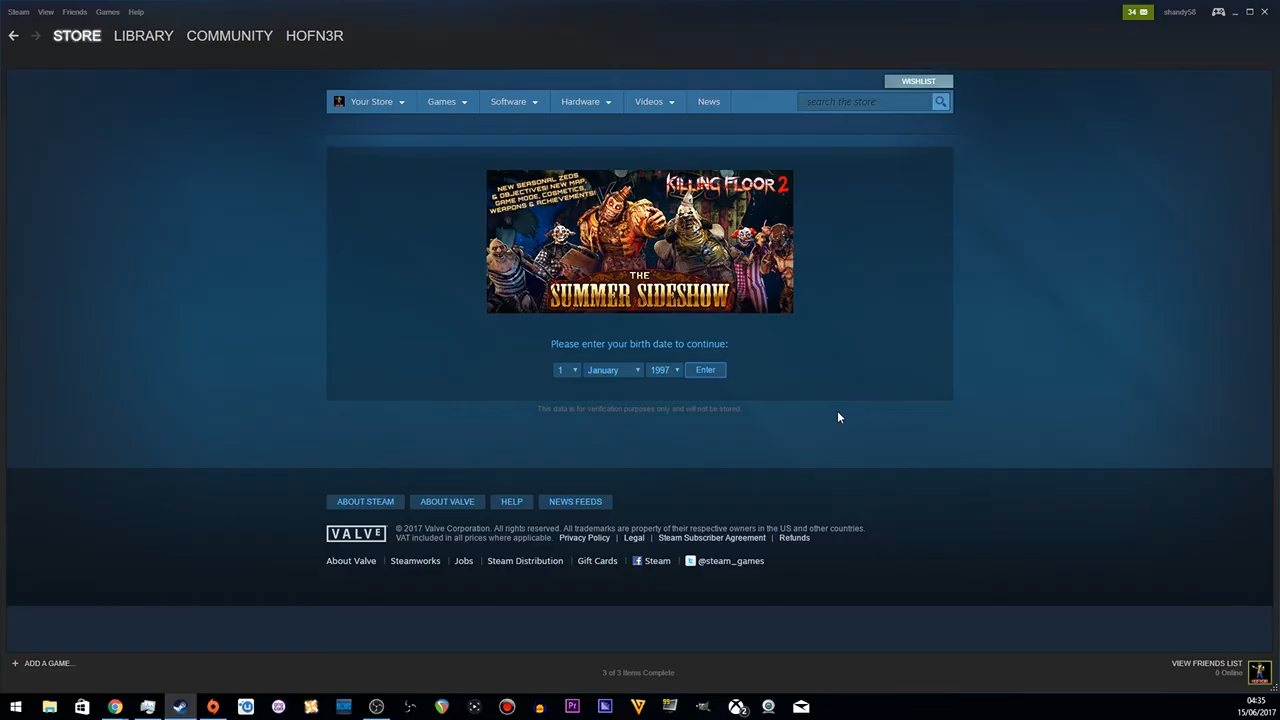 Steam View Friends Games Help
34 shandy58
STORE LIBRARY COMMUNITY HOFN3R
WISHLIST
Your Store Games Software Hardware Videos News search the store
NEW SEASONAL ZEDS
& OBJECTIVES! NEW MAP,
GAME MODE, COSMETICS,
WEAPONS & ACHIEVEMENTS!
KILLING FLOOR 2
THE
SUMMER SIDESHOW
Please enter your birth date to continue:
1 January 1997 Enter
This data is for verification purposes only and will not be stored.
ABOUT STEAM ABOUT VALVE HELP NEWS FEEDS
VALVE
© 2017 Valve Corporation. All rights reserved. All trademarks are property of their respective owners in the US and other countries.
VAT included in all prices where applicable. Privacy Policy | Legal | Steam Subscriber Agreement | Refunds
About Valve | Steamworks | Jobs | Steam Distribution | Gift Cards | Steam | @steam_games
+ ADD A GAME...
3 of 3 Items Complete
VIEW FRIENDS LIST
0 Online
HOFN3R
04:35
15/06/2017